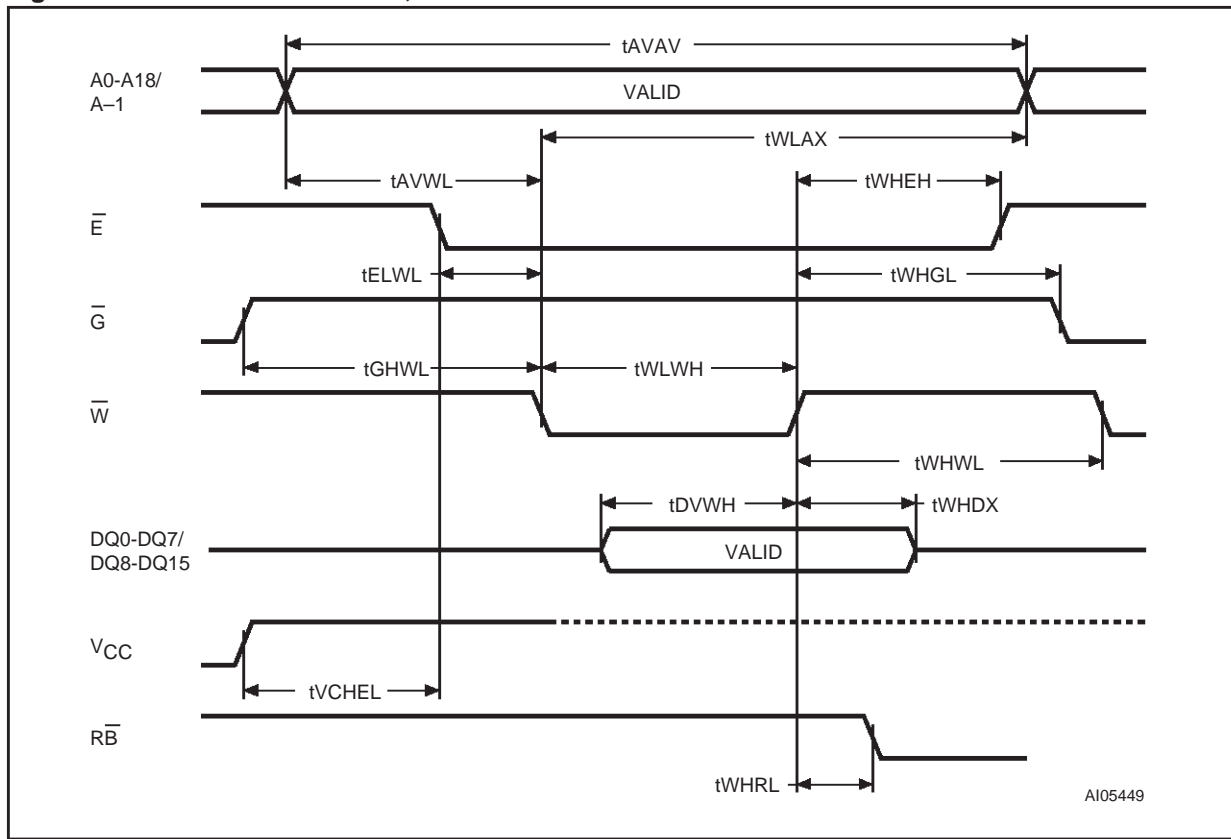 tAVAV
A0-A18/
A–1
VALID
tWLAX
tAVWL
tWHEH
E̅
tELWL
tWHGL
G̅
tGHWL
tWLWH
W̅
tWHWL
tDVWH
tWHDX
DQ0-DQ7/
DQ8-DQ15
VALID
VCC
tVCHEL
RB̅
tWHRL
AI05449